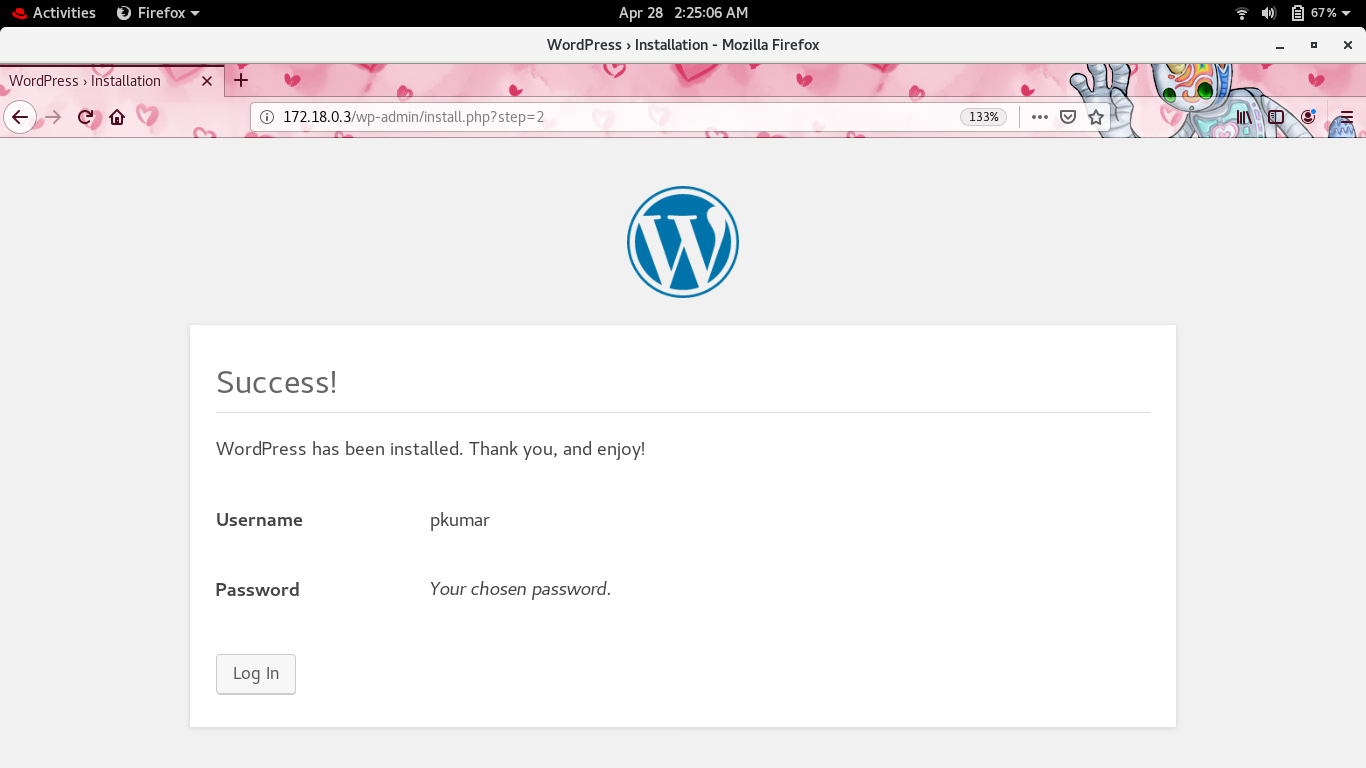 Activities Firefox Apr 28 2:25:06 AM 67%
WordPress › Installation - Mozilla Firefox
WordPress › Installation
172.18.0.3/wp-admin/install.php?step=2 133%
Success!
WordPress has been installed. Thank you, and enjoy!
Username pkumar
Password Your chosen password.
Log In